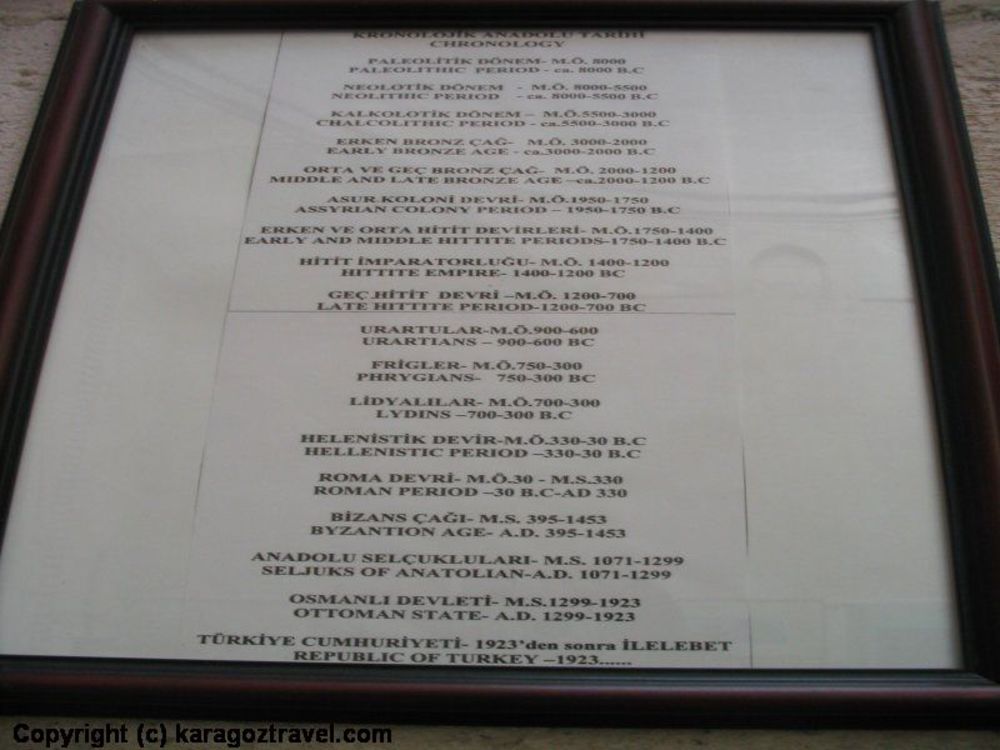 KRONOLOJİK ANADOLU TARİHİ
CHRONOLOGY
PALEOLİTİK DÖNEM- M.Ö. 8000
PALEOLITHIC PERIOD - ca. 8000 B.C
NEOLOTİK DÖNEM - M.Ö. 8000-5500
NEOLITHIC PERIOD - ca. 8000-5500 B.C
KALKOLOTİK DÖNEM – M.Ö.5500-3000
CHALCOLITHIC PERIOD - ca.5500-3000 B.C
ERKEN BRONZ ÇAĞ- M.Ö. 3000-2000
EARLY BRONZE AGE - ca.3000-2000 B.C
ORTA VE GEÇ BRONZ ÇAĞ- M.Ö. 2000-1200
MIDDLE AND LATE BRONZE AGE –ca.2000-1200 B.C
ASUR KOLONİ DEVRİ- M.Ö.1950-1750
ASSYRIAN COLONY PERIOD – 1950-1750 B.C
ERKEN VE ORTA HİTİT DEVİRLERİ- M.Ö.1750-1400
EARLY AND MIDDLE HITTITE PERIODS-1750-1400 B.C
HİTİT İMPARATORLUĞU- M.Ö. 1400-1200
HITTITE EMPIRE- 1400-1200 BC
GEÇ HİTİT DEVRİ –M.Ö. 1200-700
LATE HITTITE PERIOD-1200-700 BC
URARTULAR-M.Ö.900-600
URARTIANS – 900-600 BC
FRİGLER- M.Ö.750-300
PHRYGIANS- 750-300 BC
LİDYALILAR- M.Ö.700-300
LYDINS –700-300 B.C
HELENİSTİK DEVİR-M.Ö.330-30 B.C
HELLENISTIC PERIOD –330-30 B.C
ROMA DEVRİ- M.Ö.30 - M.S.330
ROMAN PERIOD –30 B.C-AD 330
BİZANS ÇAĞI- M.S. 395-1453
BYZANTION AGE- A.D. 395-1453
ANADOLU SELÇUKLULARI- M.S. 1071-1299
SELJUKS OF ANATOLIAN-A.D. 1071-1299
OSMANLI DEVLETİ- M.S.1299-1923
OTTOMAN STATE- A.D. 1299-1923
TÜRKİYE CUMHURİYETİ- 1923'den sonra İLELEBET
REPUBLIC OF TURKEY –1923......
Copyright (c) karagoztravel.com